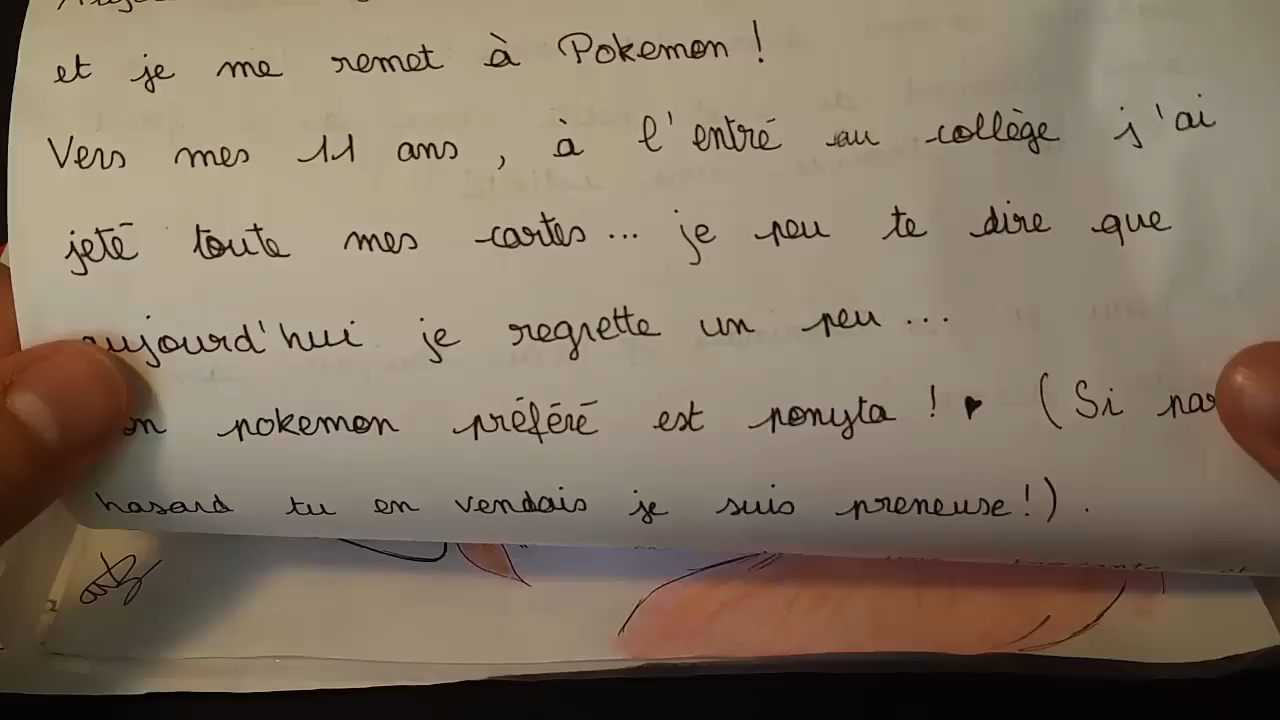 et je me remet à Pokemon !
Vers mes 11 ans, à l'entré au collège j'ai
jeté toute mes cartes... je peu te dire que
aujourd'hui je regrette un peu...
pokemon préféré est ponyta ! ♥ (Si par
hasard tu en vendais je suis preneuse!).